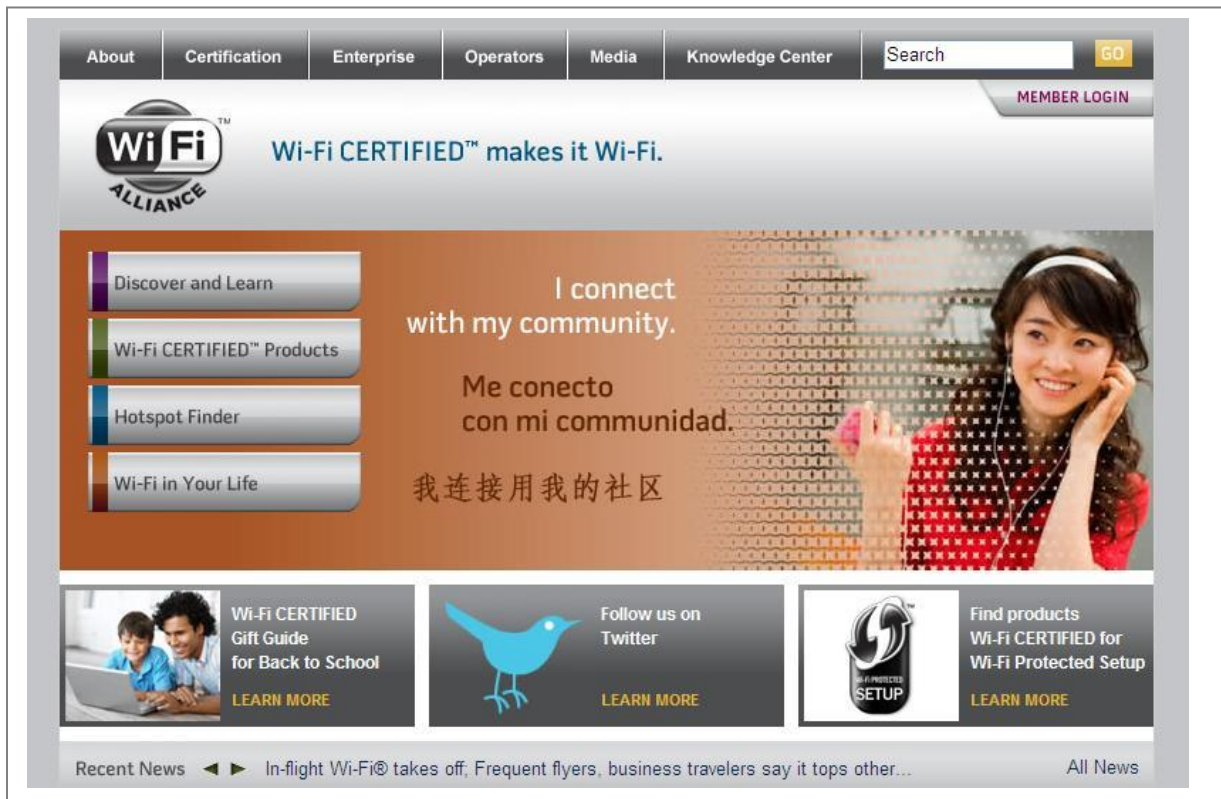 About Certification Enterprise Operators Media Knowledge Center Search GO
MEMBER LOGIN
Wi Fi TM
ALLIANCE
Wi-Fi CERTIFIED™ makes it Wi-Fi.
Discover and Learn
Wi-Fi CERTIFIED™ Products
Hotspot Finder
Wi-Fi in Your Life
I connect
with my community.
Me conecto
con mi communidad.
我连接用我的社区
Wi-Fi CERTIFIED
Gift Guide
for Back to School
LEARN MORE
Follow us on
Twitter
LEARN MORE
WI-FI PROTECTED
SETUP
Find products
Wi-Fi CERTIFIED for
Wi-Fi Protected Setup
LEARN MORE
Recent News ◄ ► In-flight Wi-Fi® takes off; Frequent flyers, business travelers say it tops other... All News